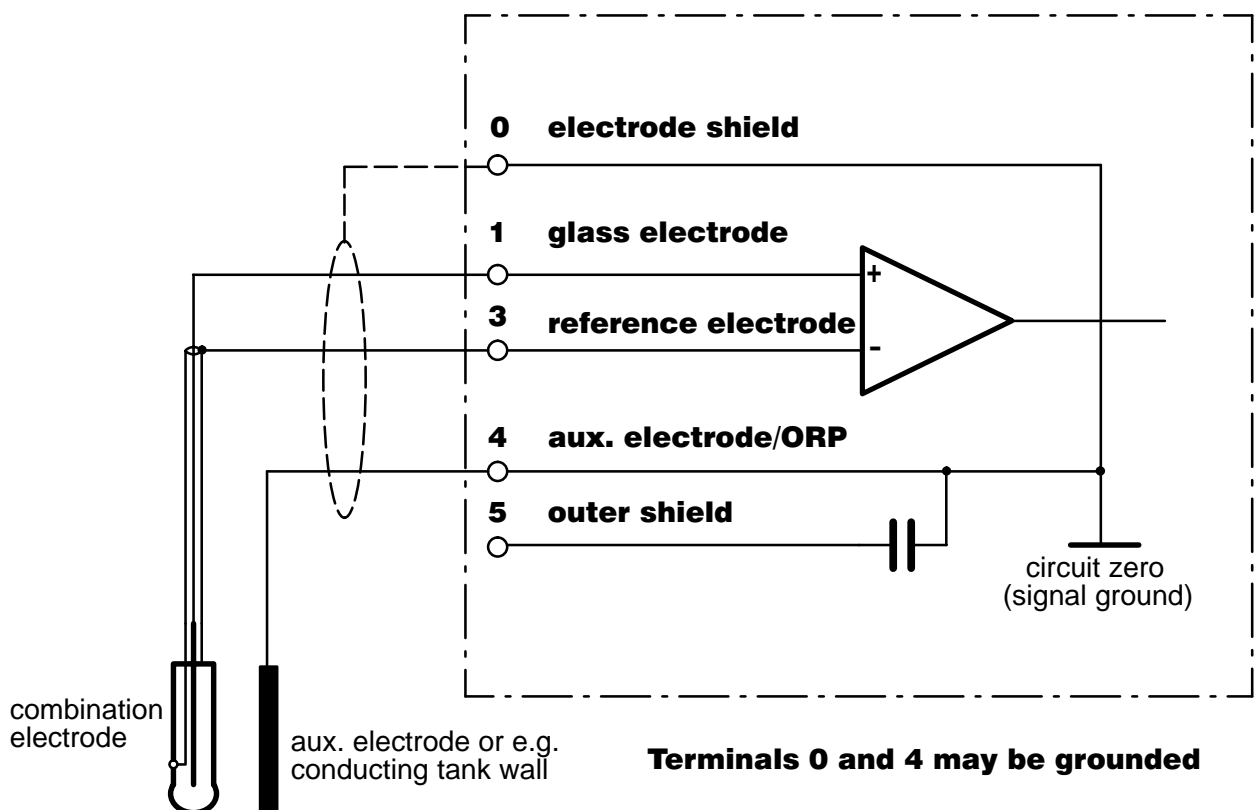 0 electrode shield
1 glass electrode
+
3 reference electrode
-
4 aux. electrode/ORP
5 outer shield
circuit zero
(signal ground)
combination
electrode
aux. electrode or e.g.
conducting tank wall
Terminals 0 and 4 may be grounded